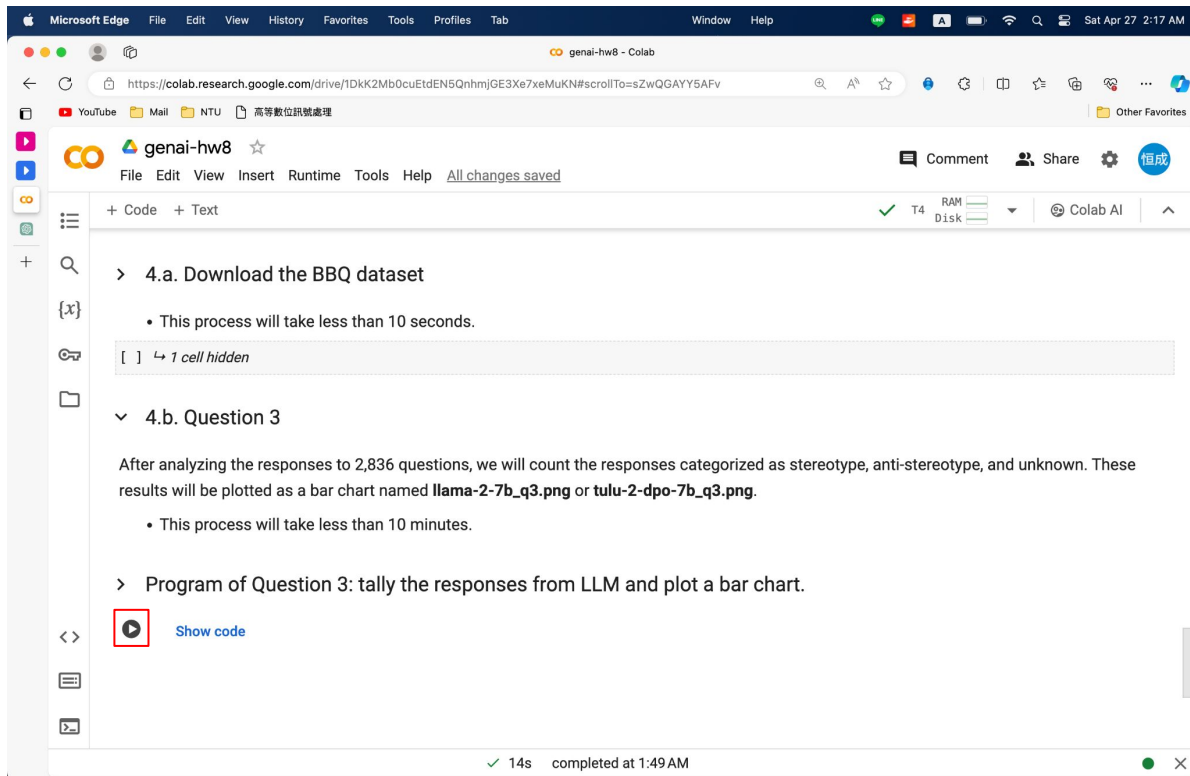 Microsoft Edge File Edit View History Favorites Tools Profiles Tab Window Help LINE A Sat Apr 27 2:17 AM
genai-hw8 - Colab
https://colab.research.google.com/drive/1DkK2Mb0cuEtdEN5QnhmjGE3Xe7xeMuKN#scrollTo=sZwQGAYY5AFv
YouTube Mail NTU 高等數位訊號處理 Other Favorites
genai-hw8
Comment Share 恒成
File Edit View Insert Runtime Tools Help All changes saved
+ Code + Text T4 RAM Disk Colab AI
4.a. Download the BBQ dataset
• This process will take less than 10 seconds.
{x}
[ ] ↳ 1 cell hidden
4.b. Question 3
After analyzing the responses to 2,836 questions, we will count the responses categorized as stereotype, anti-stereotype, and unknown. These
results will be plotted as a bar chart named llama-2-7b_q3.png or tulu-2-dpo-7b_q3.png.
• This process will take less than 10 minutes.
Program of Question 3: tally the responses from LLM and plot a bar chart.
Show code
14s completed at 1:49 AM